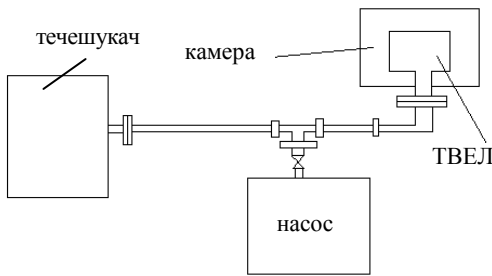 течешукач
камера
ТВЕЛ
насос